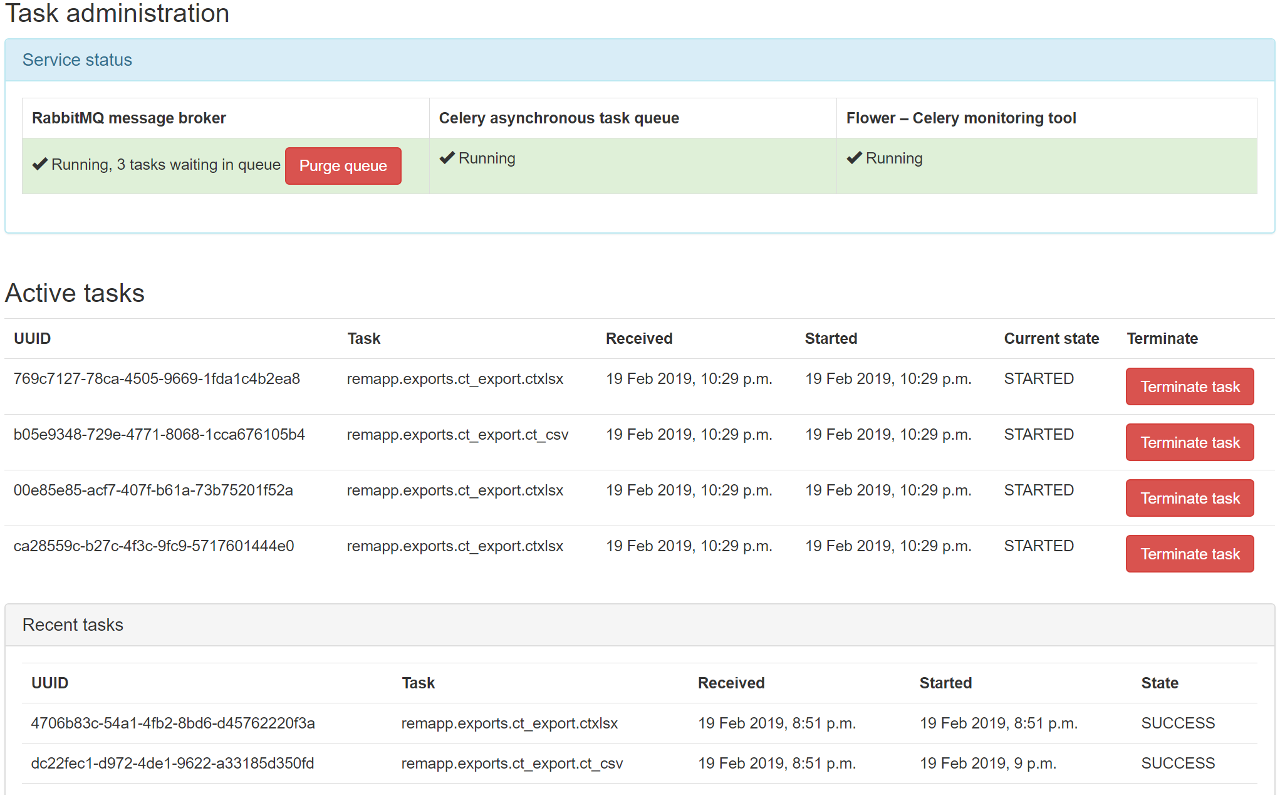 Task administration
Service status
RabbitMQ message broker Celery asynchronous task queue Flower – Celery monitoring tool
Running, 3 tasks waiting in queue Purge queue Running Running
Active tasks
UUID Task Received Started Current state Terminate
769c7127-78ca-4505-9669-1fda1c4b2ea8 remapp.exports.ct_export.ctxlsx 19 Feb 2019, 10:29 p.m. 19 Feb 2019, 10:29 p.m. STARTED Terminate task
b05e9348-729e-4771-8068-1cca676105b4 remapp.exports.ct_export.ct_csv 19 Feb 2019, 10:29 p.m. 19 Feb 2019, 10:29 p.m. STARTED Terminate task
00e85e85-acf7-407f-b61a-73b75201f52a remapp.exports.ct_export.ctxlsx 19 Feb 2019, 10:29 p.m. 19 Feb 2019, 10:29 p.m. STARTED Terminate task
ca28559c-b27c-4f3c-9fc9-5717601444e0 remapp.exports.ct_export.ctxlsx 19 Feb 2019, 10:29 p.m. 19 Feb 2019, 10:29 p.m. STARTED Terminate task
Recent tasks
UUID Task Received Started State
4706b83c-54a1-4fb2-8bd6-d45762220f3a remapp.exports.ct_export.ctxlsx 19 Feb 2019, 8:51 p.m. 19 Feb 2019, 8:51 p.m. SUCCESS
dc22fec1-d972-4de1-9622-a33185d350fd remapp.exports.ct_export.ct_csv 19 Feb 2019, 8:51 p.m. 19 Feb 2019, 9 p.m. SUCCESS